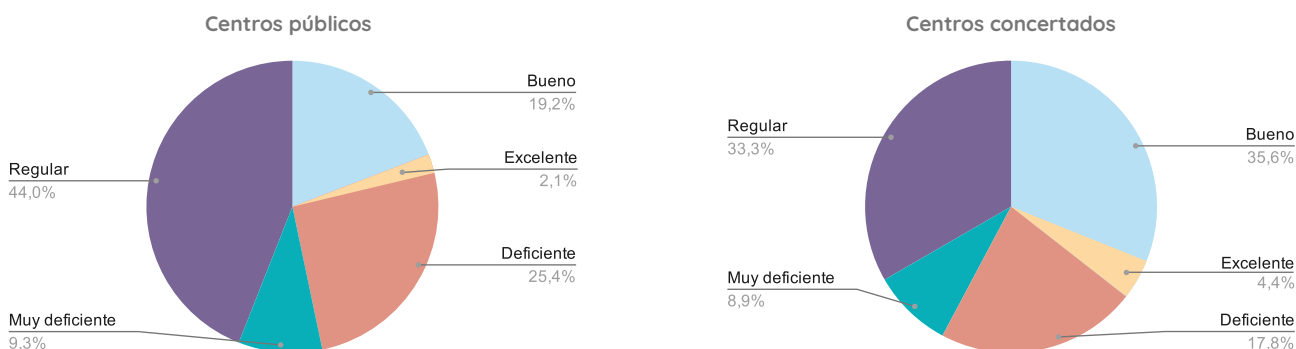 Centros públicos
Bueno
19,2%
Excelente
2,1%
Regular
44,0%
Deficiente
25,4%
Muy deficiente
9.3%
Centros concertados
Regular
33,3%
Bueno
35,6%
Excelente
4,4%
Muy deficiente
8,9%
Deficiente
17.8%